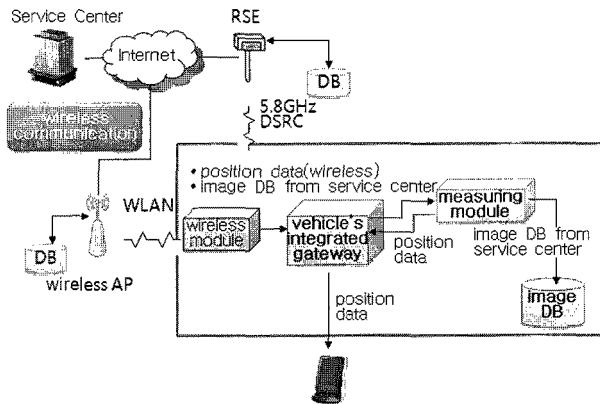 Service Center
RSE
Internet
DB
wireless
communication
5.8GHz
DSRC
• position data(wireless)
• image DB from service center
WLAN
wireless
module
vehicle's
integrated
gateway
measuring
module
position
data
image DB from
service center
DB
wireless AP
image
DB
position
data